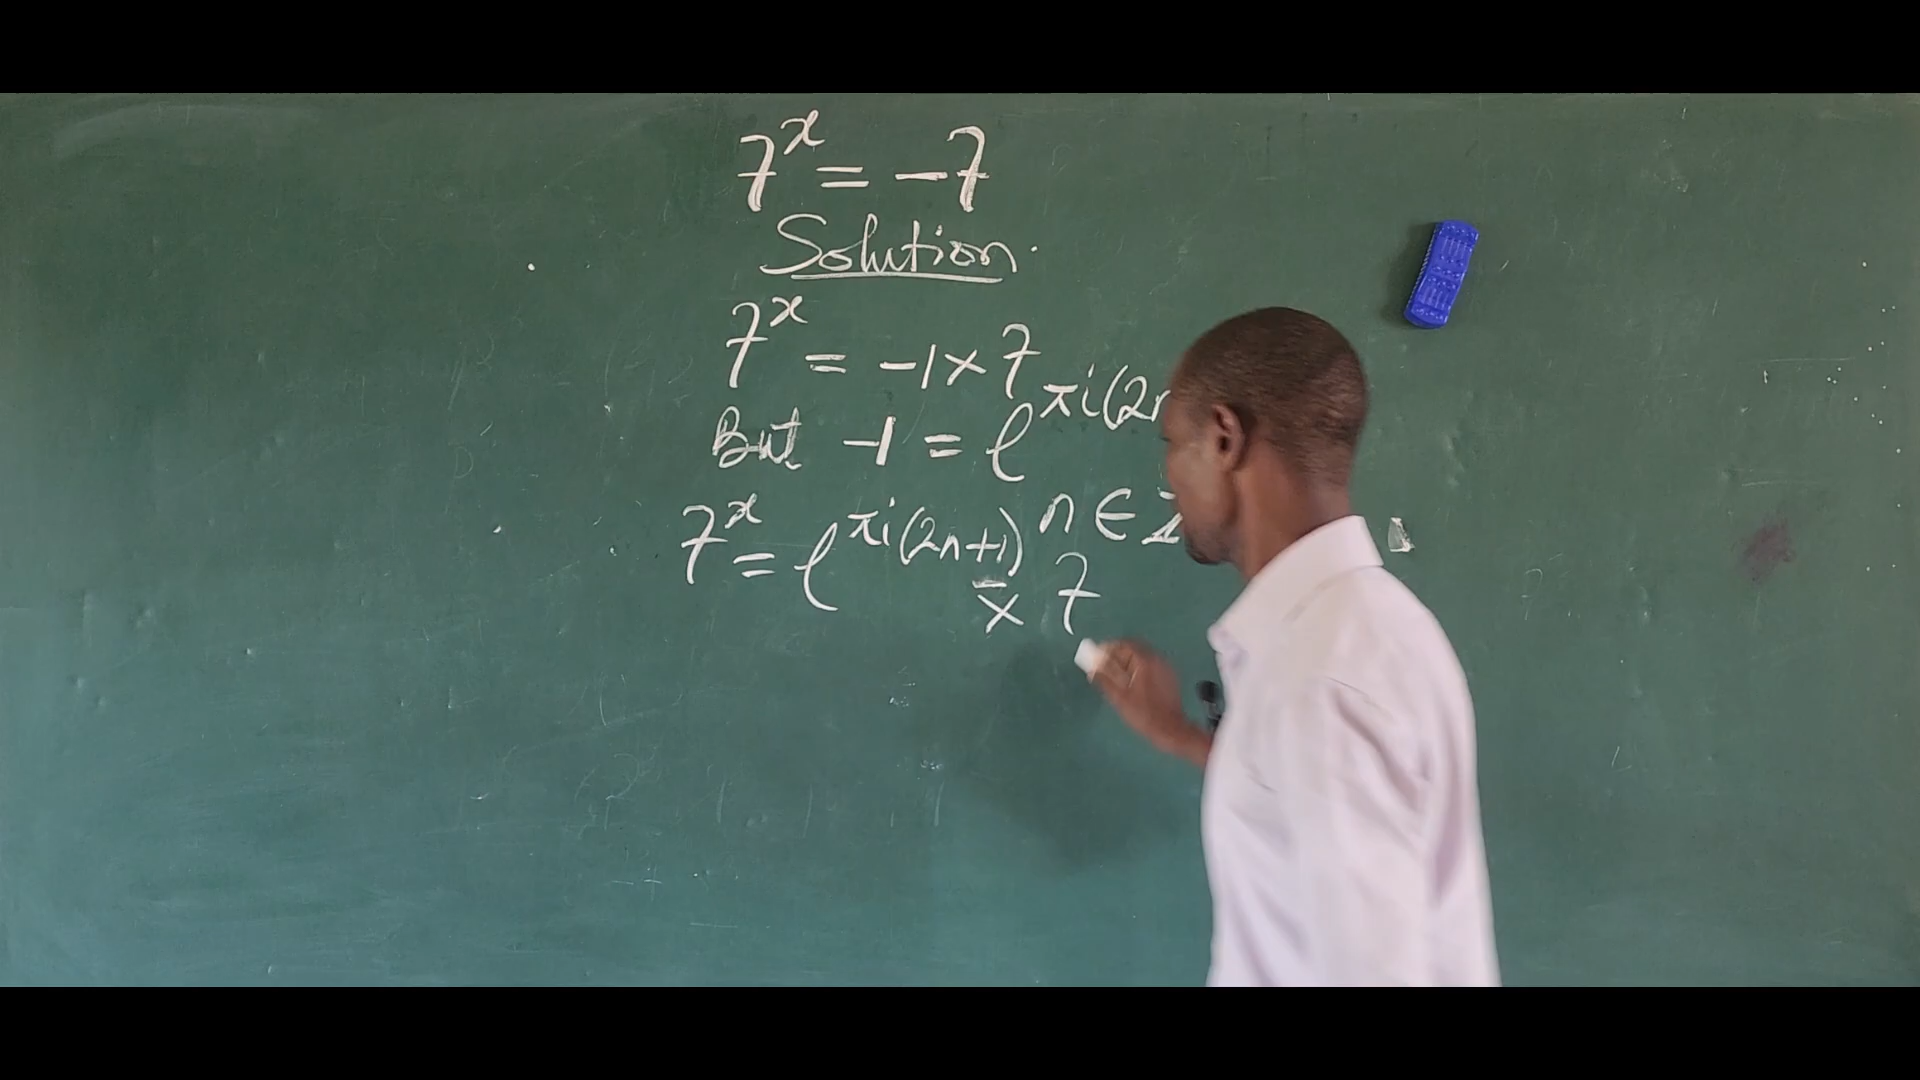 7^x = -7
Solution.
7^x = -1 × 7
But -1 = e^πi(2n
n ∈ Z
7^x = e^πi(2n+1) × 7